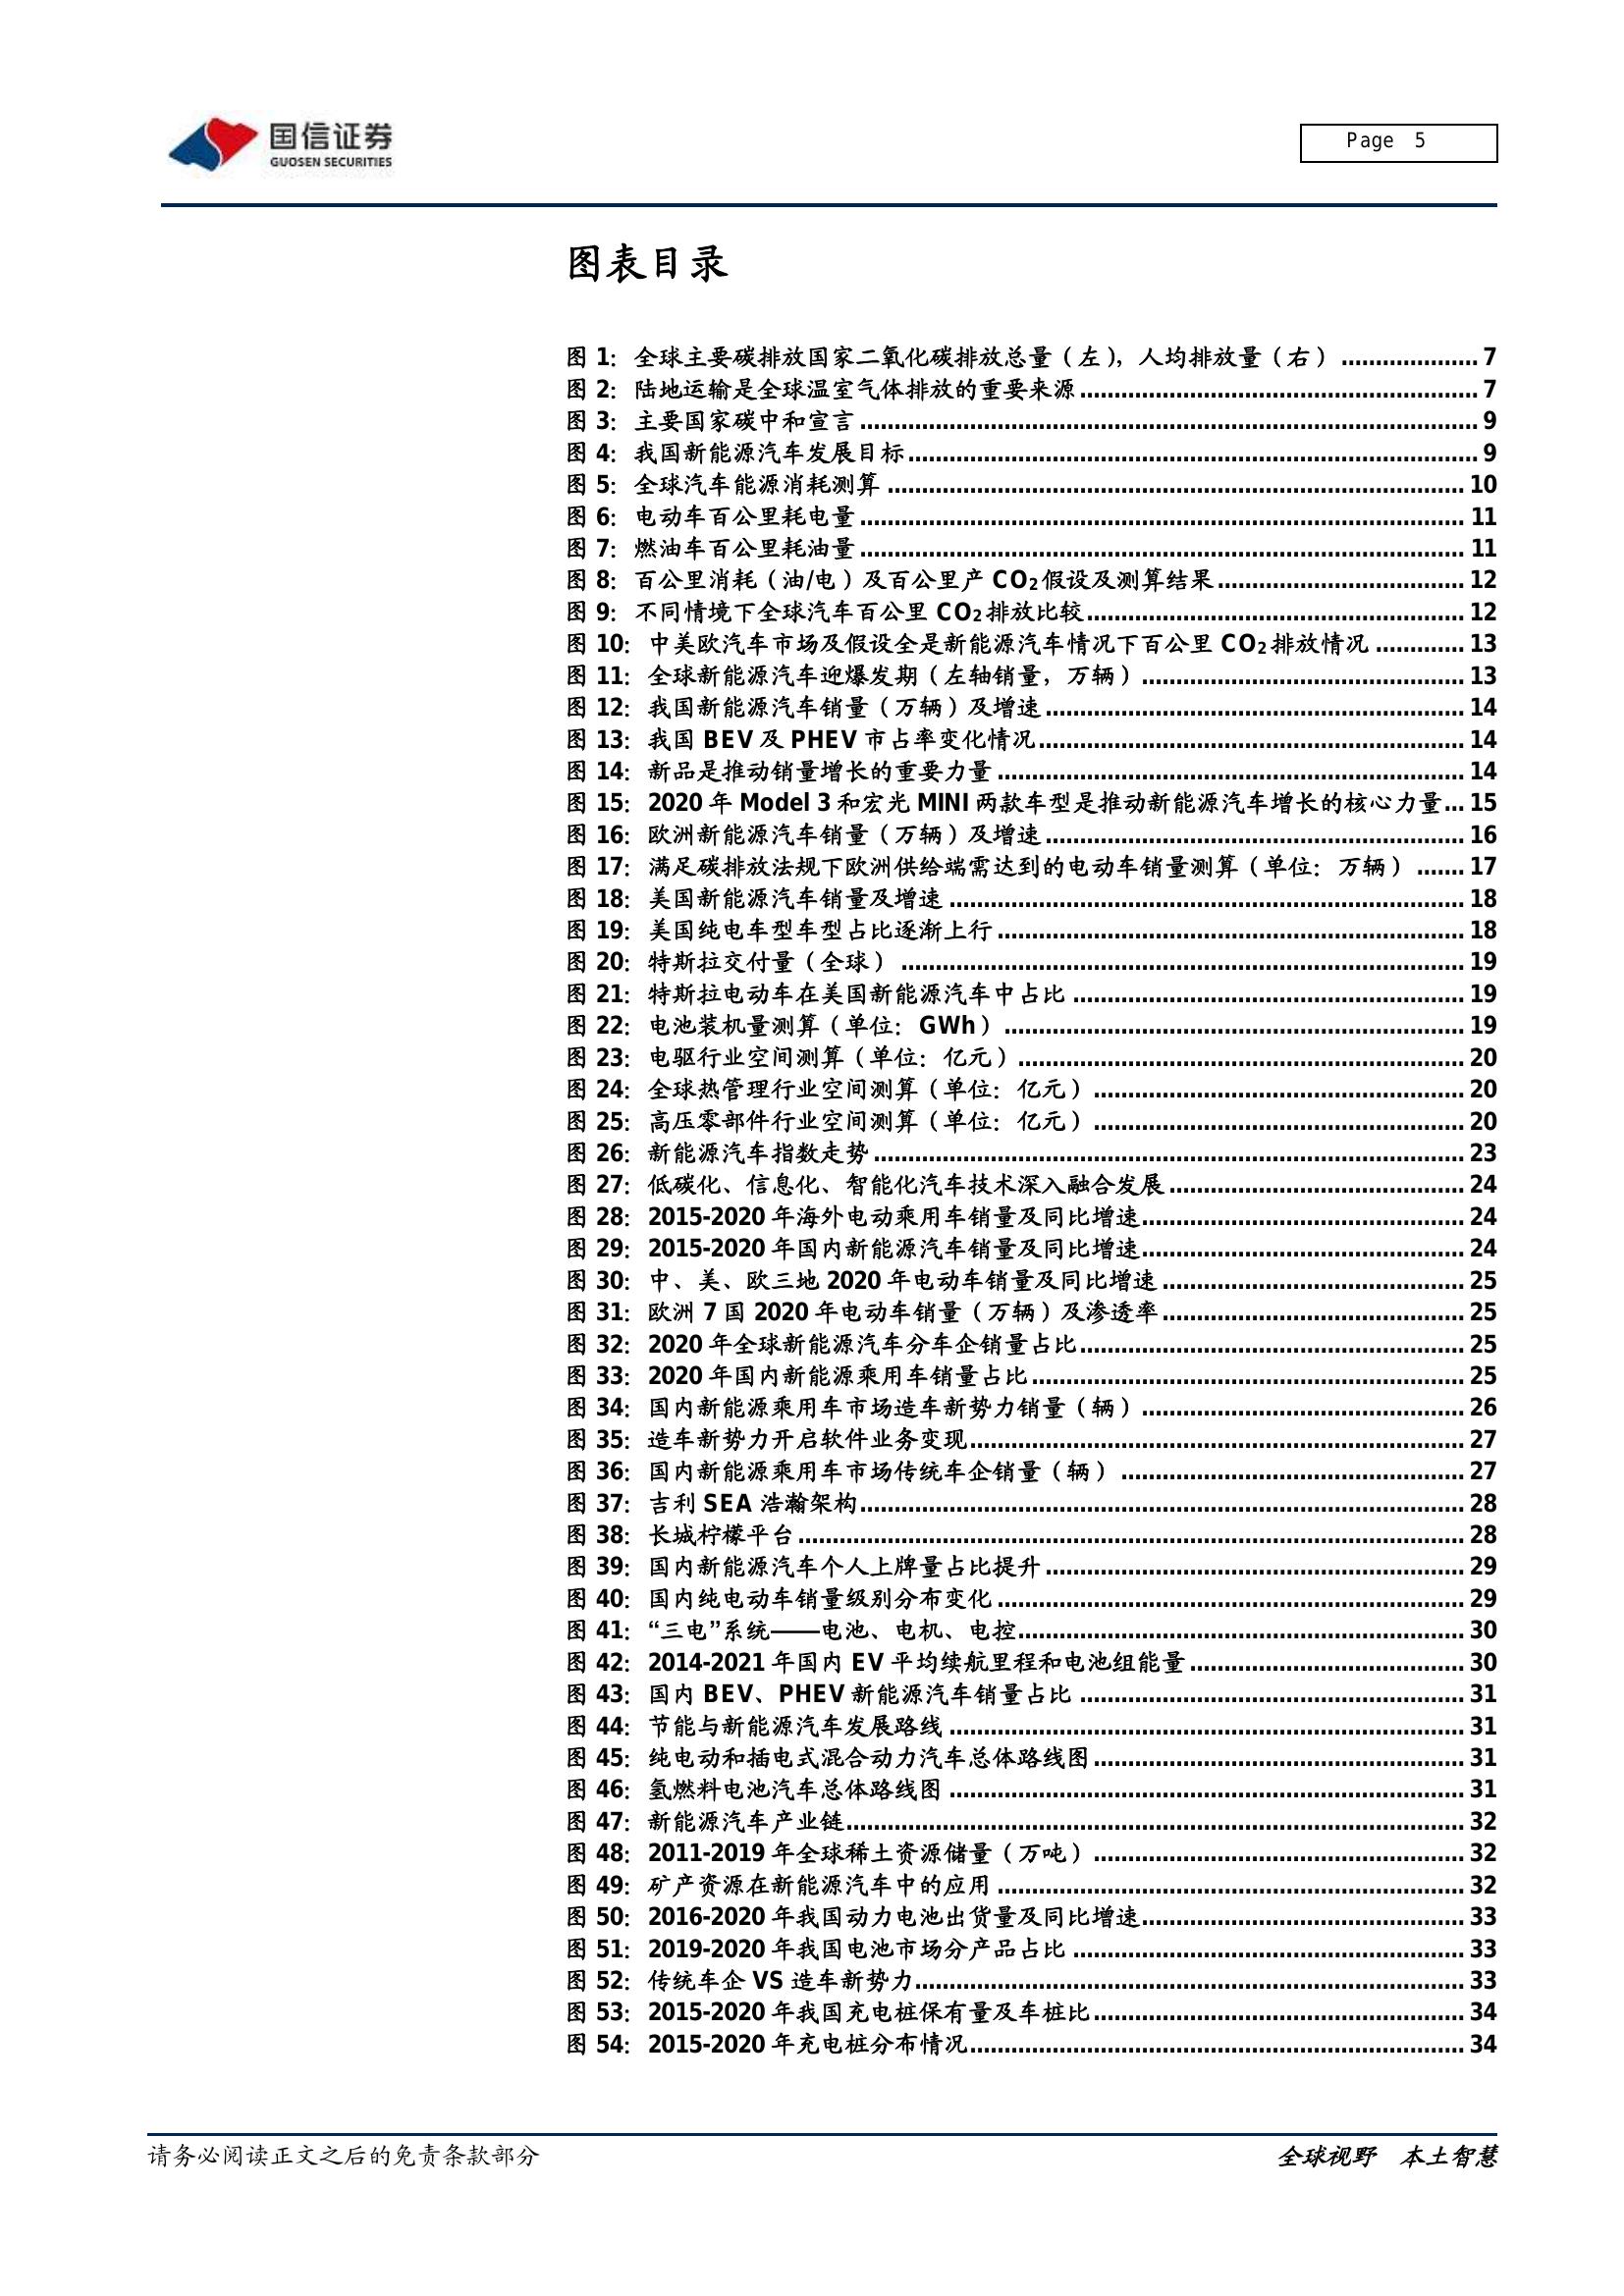 国信证券
GUOSEN SECURITIES
Page 5
图表目录
图 1：全球主要碳排放国家二氧化碳排放总量（左），人均排放量（右） .................... 7
图 2：陆地运输是全球温室气体排放的重要来源 .......................................................... 7
图 3：主要国家碳中和宣言 .......................................................................................... 9
图 4：我国新能源汽车发展目标 ................................................................................... 9
图 5：全球汽车能源消耗测算 .................................................................................... 10
图 6：电动车百公里耗电量 ........................................................................................ 11
图 7：燃油车百公里耗油量 ........................................................................................ 11
图 8：百公里消耗（油/电）及百公里产 CO₂假设及测算结果 .................................... 12
图 9：不同情境下全球汽车百公里 CO₂排放比较 ....................................................... 12
图 10：中美欧汽车市场及假设全是新能源汽车情况下百公里 CO₂排放情况 ............. 13
图 11：全球新能源汽车迎爆发期（左轴销量，万辆） ............................................... 13
图 12：我国新能源汽车销量（万辆）及增速 ............................................................. 14
图 13：我国 BEV 及 PHEV 市占率变化情况 .............................................................. 14
图 14：新品是推动销量增长的重要力量 .................................................................... 14
图 15：2020 年 Model 3 和宏光 MINI 两款车型是推动新能源汽车增长的核心力量 ... 15
图 16：欧洲新能源汽车销量（万辆）及增速 ............................................................. 16
图 17：满足碳排放法规下欧洲供给端需达到的电动车销量测算（单位：万辆） ....... 17
图 18：美国新能源汽车销量及增速 ........................................................................... 18
图 19：美国纯电车型车型占比逐渐上行 .................................................................... 18
图 20：特斯拉交付量（全球） .................................................................................. 19
图 21：特斯拉电动车在美国新能源汽车中占比 ......................................................... 19
图 22：电池装机量测算（单位：GWh） ................................................................... 19
图 23：电驱行业空间测算（单位：亿元） ................................................................. 20
图 24：全球热管理行业空间测算（单位：亿元） ...................................................... 20
图 25：高压零部件行业空间测算（单位：亿元） ...................................................... 20
图 26：新能源汽车指数走势 ...................................................................................... 23
图 27：低碳化、信息化、智能化汽车技术深入融合发展 ........................................... 24
图 28：2015-2020 年海外电动乘用车销量及同比增速 ............................................... 24
图 29：2015-2020 年国内新能源汽车销量及同比增速 ............................................... 24
图 30：中、美、欧三地 2020 年电动车销量及同比增速 ............................................ 25
图 31：欧洲 7 国 2020 年电动车销量（万辆）及渗透率 ............................................ 25
图 32：2020 年全球新能源汽车分车企销量占比 ........................................................ 25
图 33：2020 年国内新能源乘用车销量占比 ............................................................... 25
图 34：国内新能源乘用车市场造车新势力销量（辆） ............................................... 26
图 35：造车新势力开启软件业务变现 ........................................................................ 27
图 36：国内新能源乘用车市场传统车企销量（辆） .................................................. 27
图 37：吉利 SEA 浩瀚架构 ........................................................................................ 28
图 38：长城柠檬平台 ................................................................................................. 28
图 39：国内新能源汽车个人上牌量占比提升 ............................................................. 29
图 40：国内纯电动车销量级别分布变化 .................................................................... 29
图 41：“三电”系统——电池、电机、电控 ................................................................. 30
图 42：2014-2021 年国内 EV 平均续航里程和电池组能量 ........................................ 30
图 43：国内 BEV、PHEV 新能源汽车销量占比 ........................................................ 31
图 44：节能与新能源汽车发展路线 ........................................................................... 31
图 45：纯电动和插电式混合动力汽车总体路线图 ...................................................... 31
图 46：氢燃料电池汽车总体路线图 ........................................................................... 31
图 47：新能源汽车产业链 .......................................................................................... 32
图 48：2011-2019 年全球稀土资源储量（万吨） ...................................................... 32
图 49：矿产资源在新能源汽车中的应用 .................................................................... 32
图 50：2016-2020 年我国动力电池出货量及同比增速 ............................................... 33
图 51：2019-2020 年我国电池市场分产品占比 ......................................................... 33
图 52：传统车企 VS 造车新势力 ................................................................................ 33
图 53：2015-2020 年我国充电桩保有量及车桩比 ...................................................... 34
图 54：2015-2020 年充电桩分布情况 ........................................................................ 34
请务必阅读正文之后的免责条款部分
全球视野 本土智慧